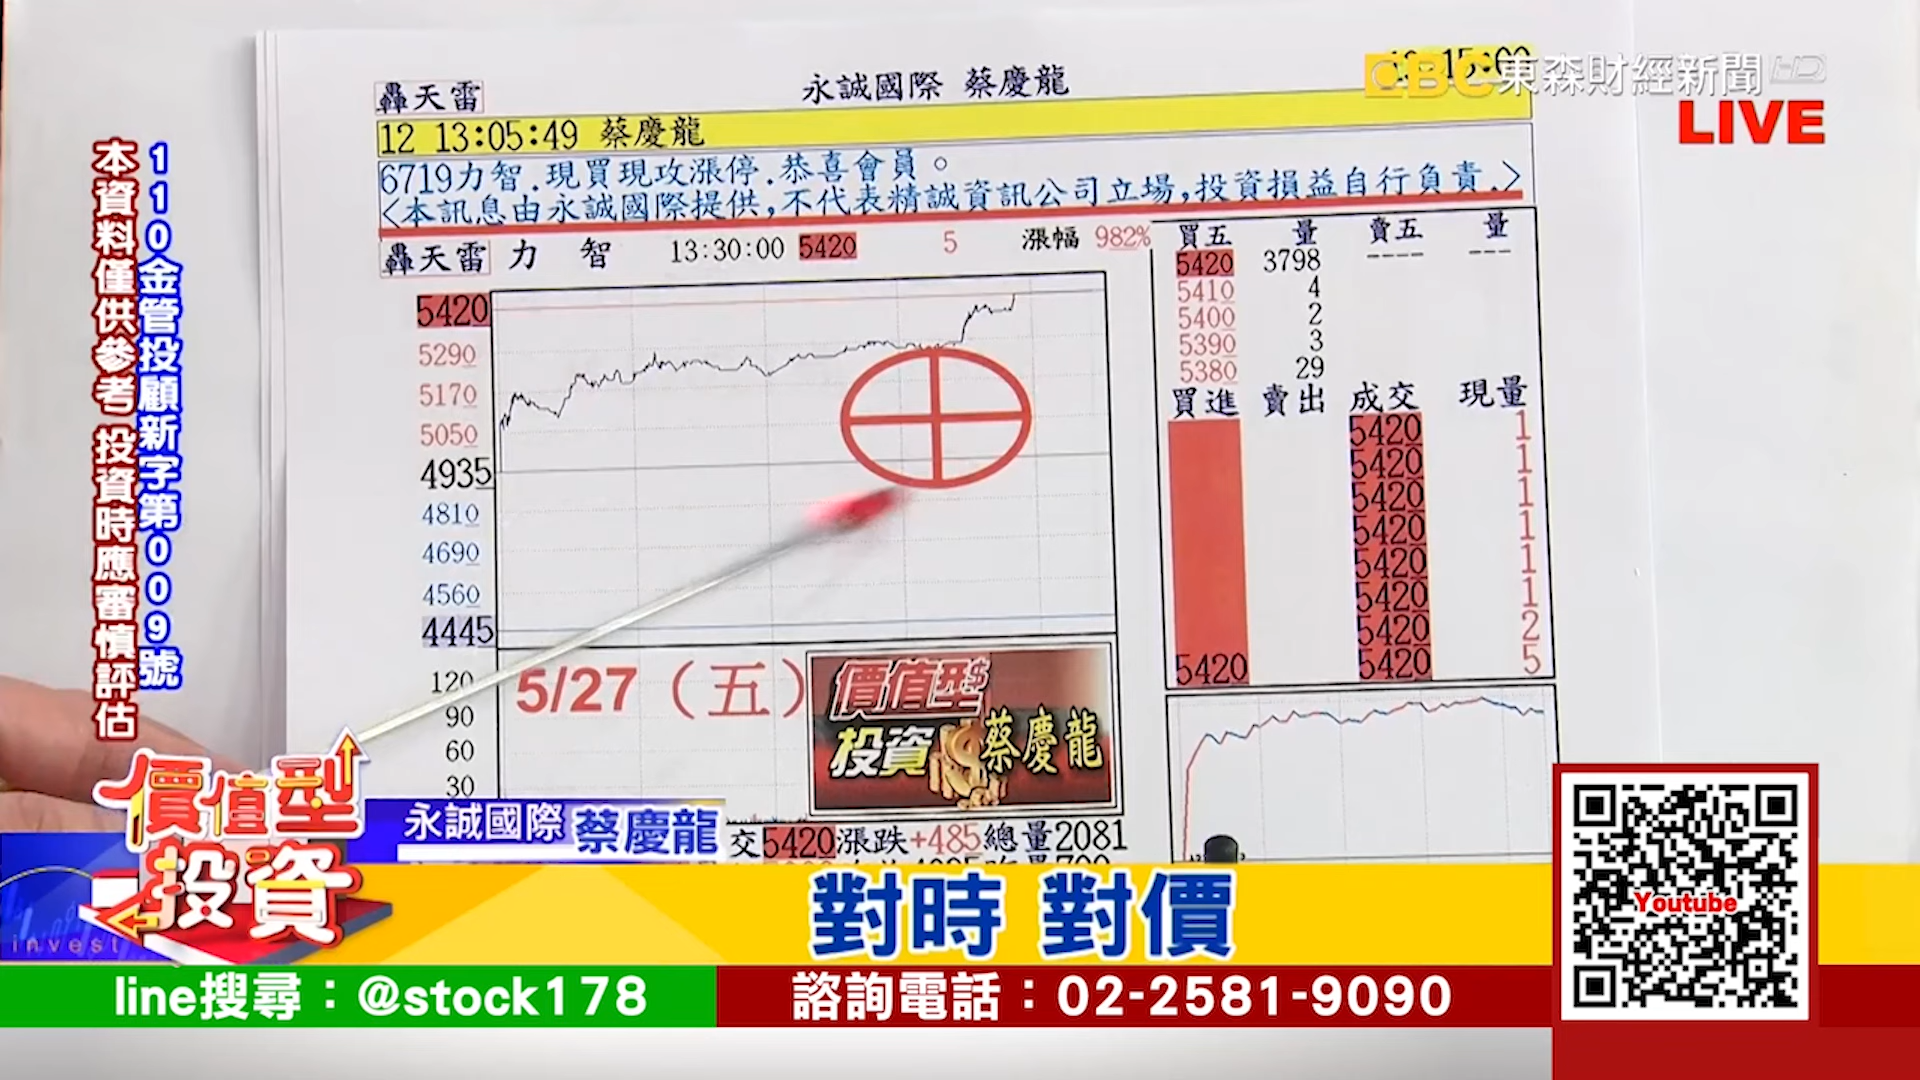 轟天雷
永誠國際 蔡慶龍
東森財經新聞 HD
LIVE
12 13:05:49 蔡慶龍
6719力智.現買現攻漲停.恭喜會員。
<本訊息由永誠國際提供,不代表精誠資訊公司立場,投資損益自行負責.>
轟天雷 力 智 13:30:00 5420 5 漲幅 982%
買五 量 賣五 量
5420 3798 ---- ---
5410 4
5400 2
5390 3
5380 29
買進 賣出 成交 現量
5420 1
5420 1
5420 1
5420 1
5420 1
5420 1
5420 2
5420 5420 5
5420
5290
5170
5050
4935
4810
4690
4560
4445
120
90
60
30
5/27（五）
價值型$
投資 蔡慶龍
交5420漲跌+485總量2081
110金管投顧新字第009號
本資料僅供參考 投資時應審慎評估
價值型
投資
invest
永誠國際 蔡慶龍
對時 對價
line搜尋：@stock178
諮詢電話：02-2581-9090
Youtube